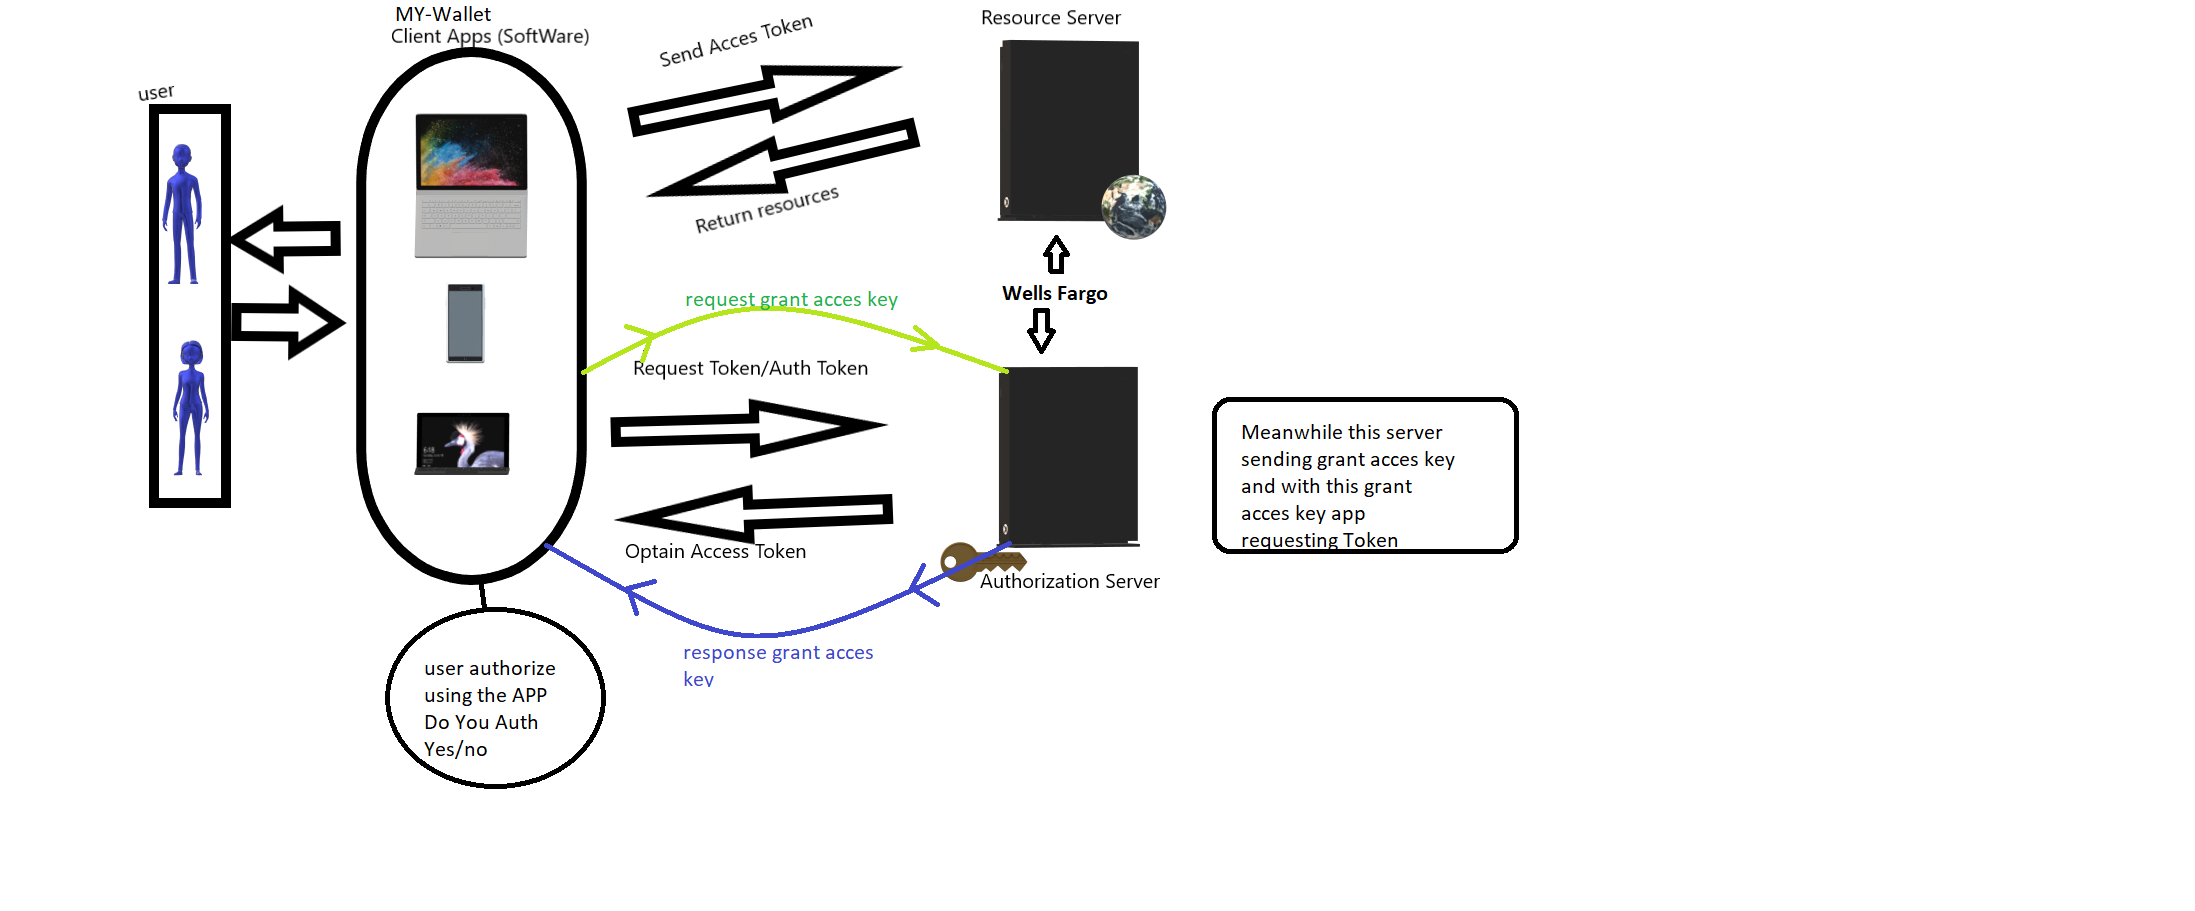 MY-Wallet
Client Apps (SoftWare)
user
Send Acces Token
Return resources
Resource Server
Wells Fargo
request grant acces key
Request Token/Auth Token
Optain Access Token
Authorization Server
response grant acces
key
Meanwhile this server
sending grant acces key
and with this grant
acces key app
requesting Token
user authorize
using the APP
Do You Auth
Yes/no